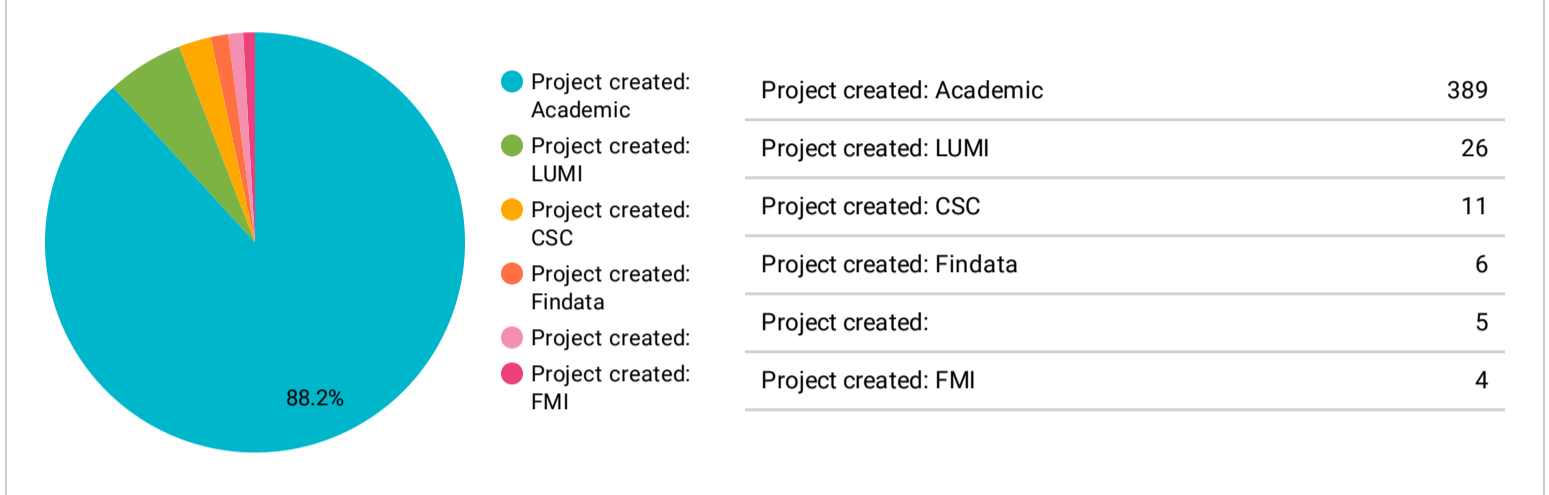 88.2%
Project created:
Academic
Project created:
LUMI
Project created:
CSC
Project created:
Findata
Project created:
Project created:
FMI
Project created: Academic 389
Project created: LUMI 26
Project created: CSC 11
Project created: Findata 6
Project created: 5
Project created: FMI 4